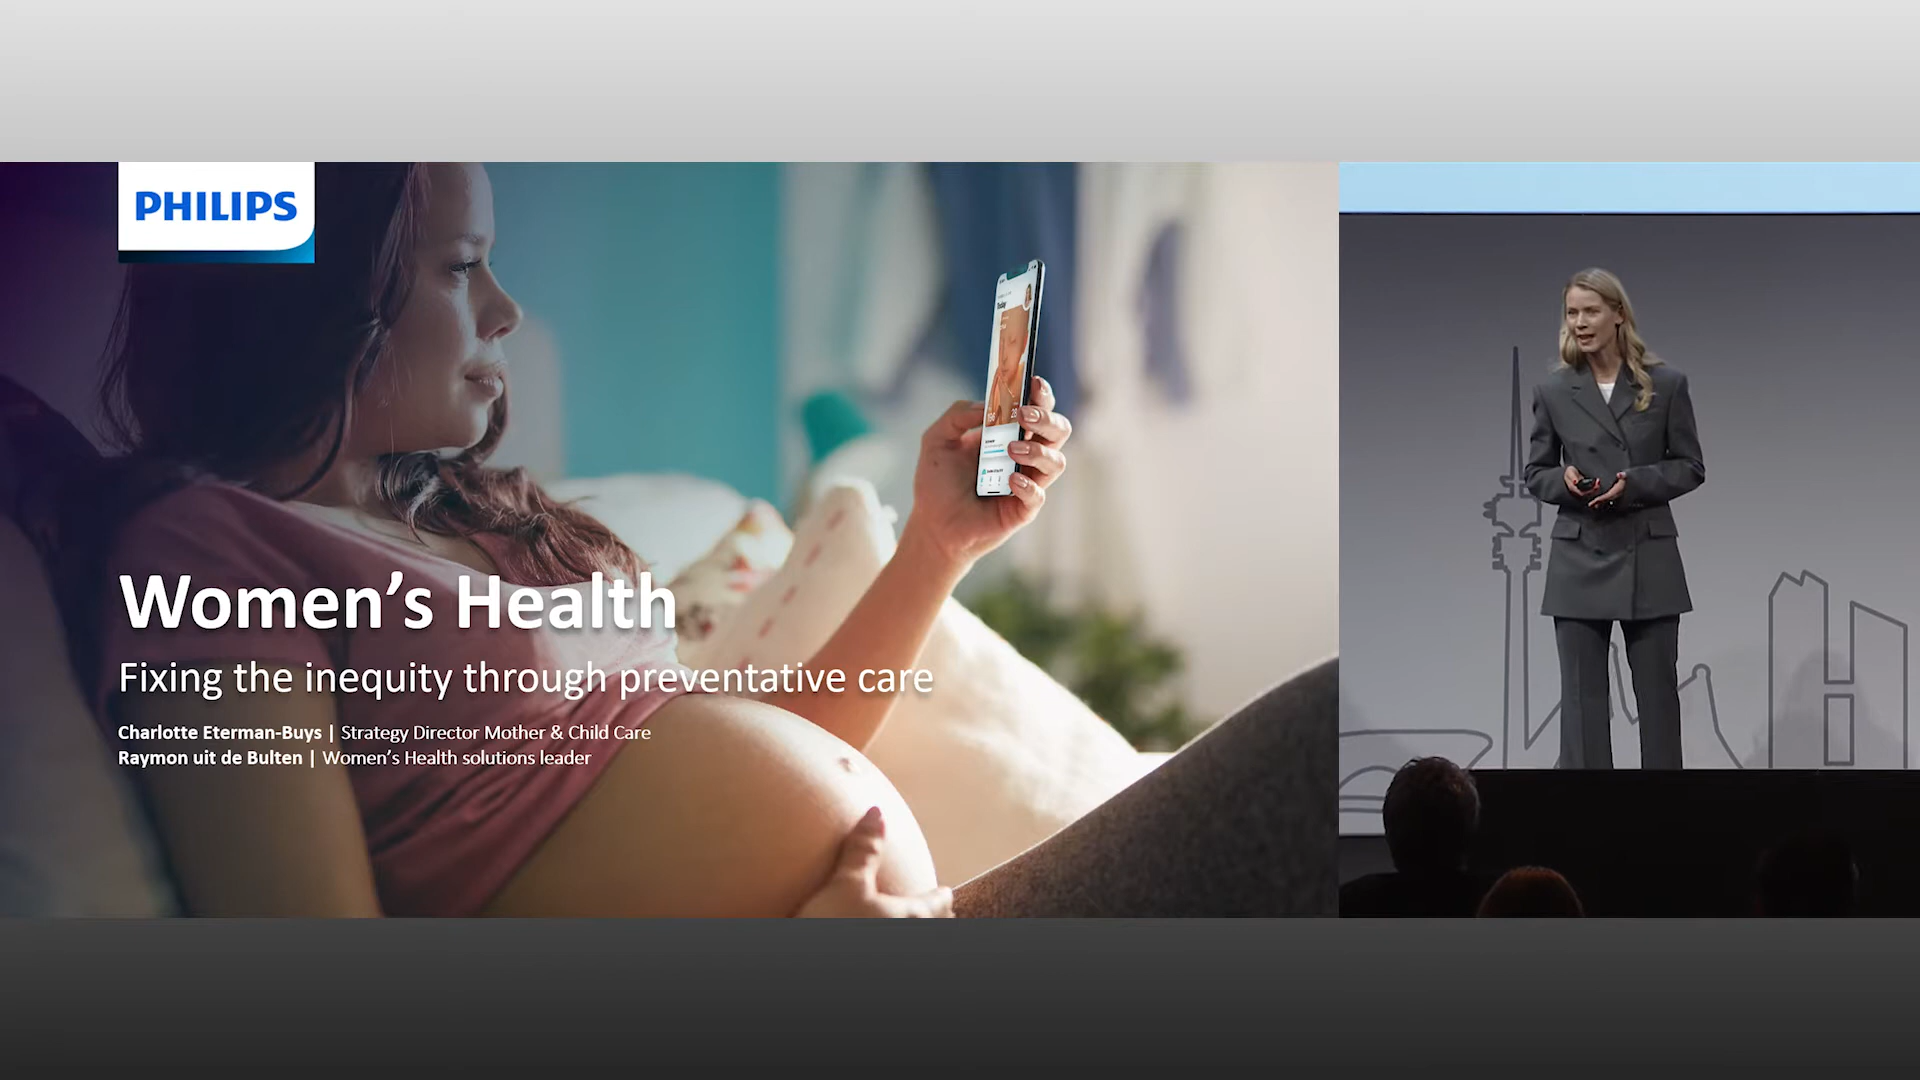 PHILIPS
Women's Health
Fixing the inequity through preventative care
Charlotte Eterman-Buys | Strategy Director Mother & Child Care
Raymon uit de Bulten | Women's Health solutions leader
Today